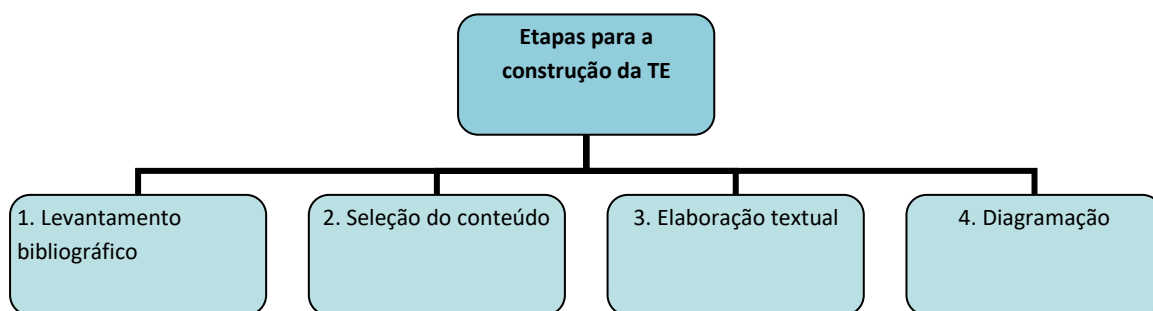 Etapas para a
construção da TE
1. Levantamento
bibliográfico
2. Seleção do conteúdo
3. Elaboração textual
4. Diagramação